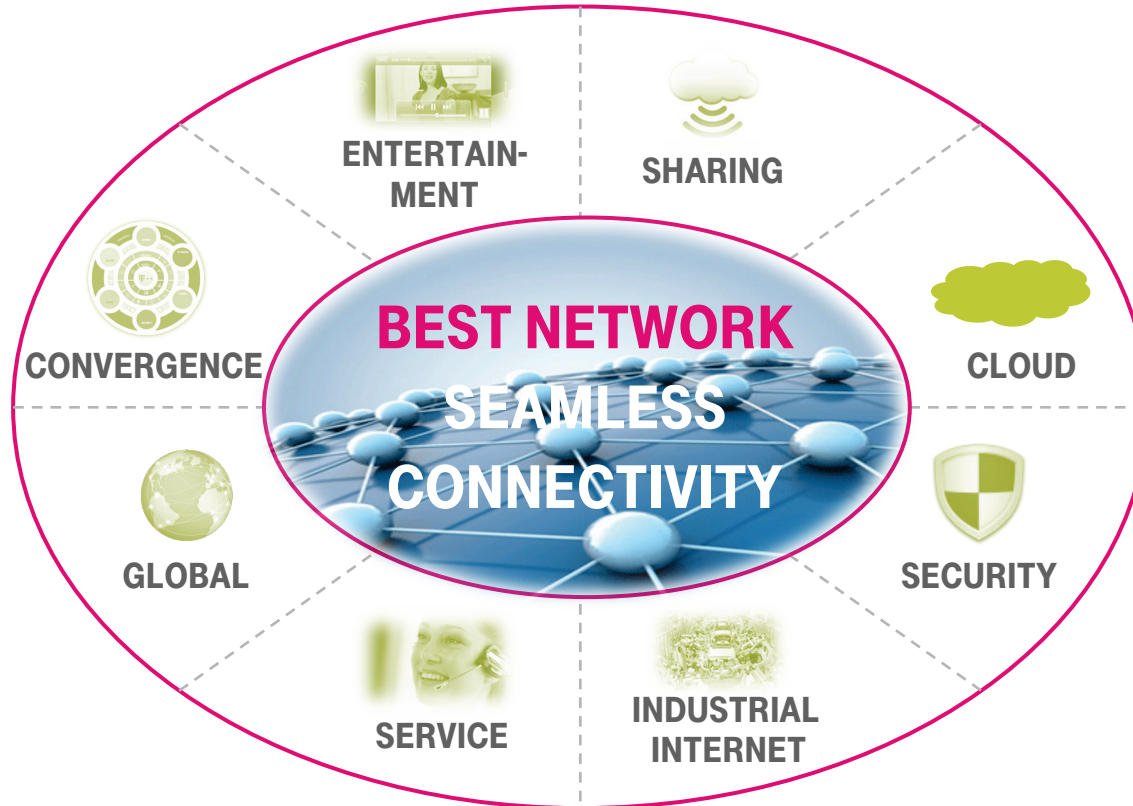 ENTERTAIN-
MENT
SHARING
CONVERGENCE
CLOUD
BEST NETWORK
SEAMLESS
CONNECTIVITY
GLOBAL
SECURITY
SERVICE
INDUSTRIAL
INTERNET